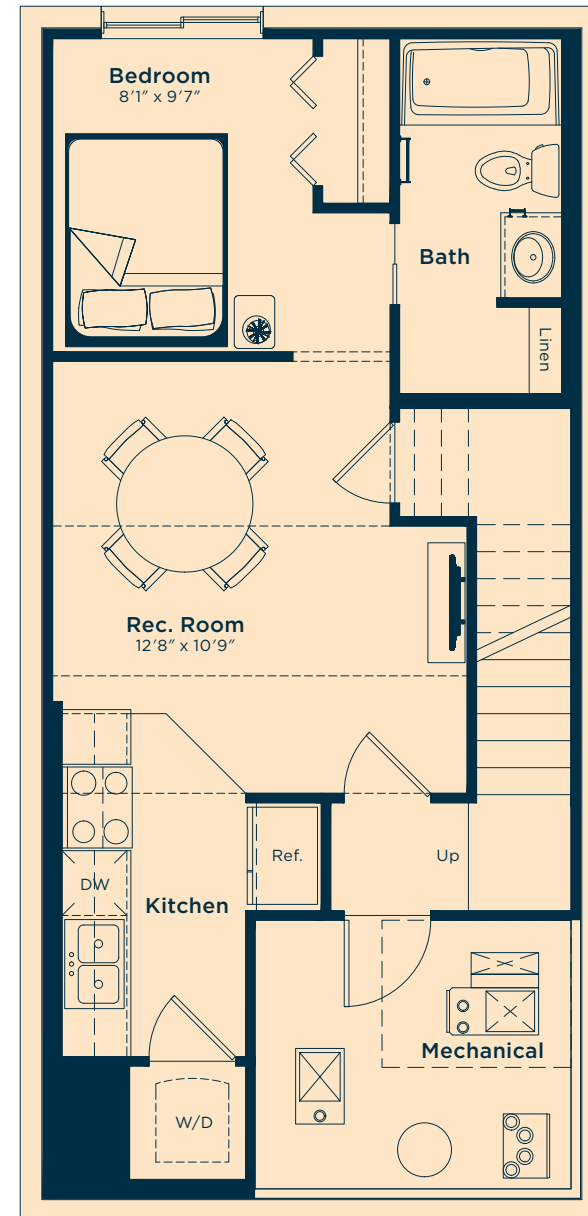 Bedroom
8′1″ x 9′7″
Bath
Linen
Rec. Room
12′8″ x 10′9″
Ref.
Up
DW
Kitchen
Mechanical
W/D